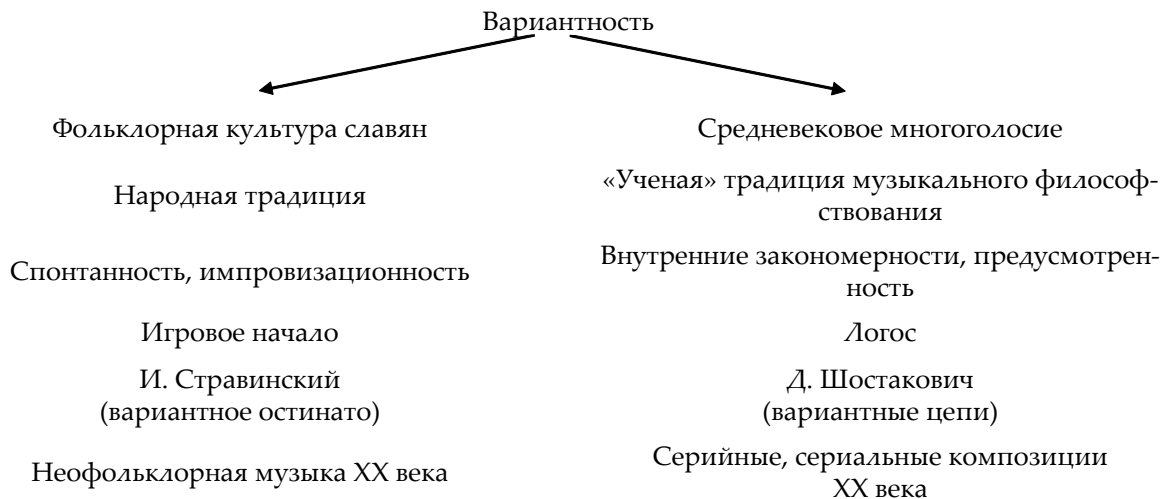 Вариантность
Фольклорная культура славян
Средневековое многоголосие
Народная традиция
«Ученая» традиция музыкального философ-
ствования
Спонтанность, импровизационность
Внутренние закономерности, предусмотрен-
ность
Игровое начало
Логос
И. Стравинский
(вариантное остинато)
Д. Шостакович
(вариантные цепи)
Неофольклорная музыка XX века
Серийные, сериальные композиции
XX века